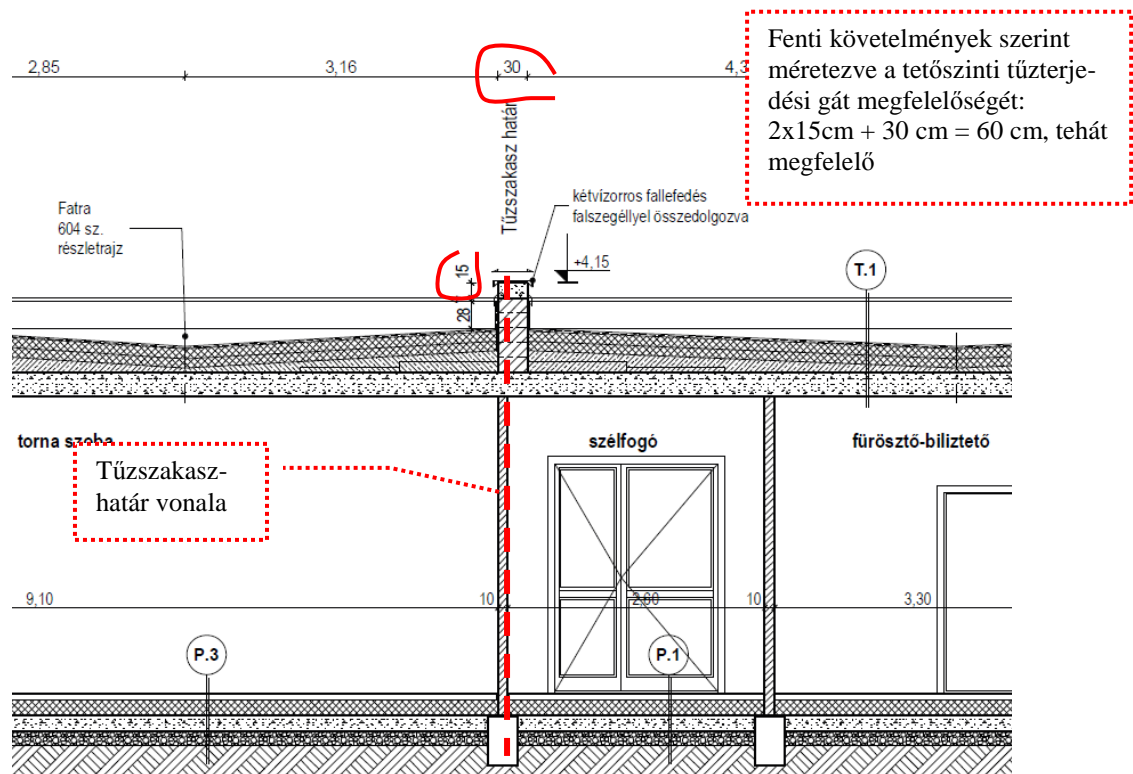 Fenti követelmények szerint
méretezve a tetőszinti tűzterje-
dési gát megfelelőségét:
2x15cm + 30 cm = 60 cm, tehát
megfelelő
2,85
3,16
30
4,3
Tűzszakasz határ
Fatra
604 sz.
részletrajz
kétvízorros fallefedés
falszegéllyel összedolgozva
15
28
+4,15
T.1
torna szoba
szélfogó
fürösztő-biliztető
Tűzszakasz-
határ vonala
9,10
10
2,60
10
3,30
P.3
P.1